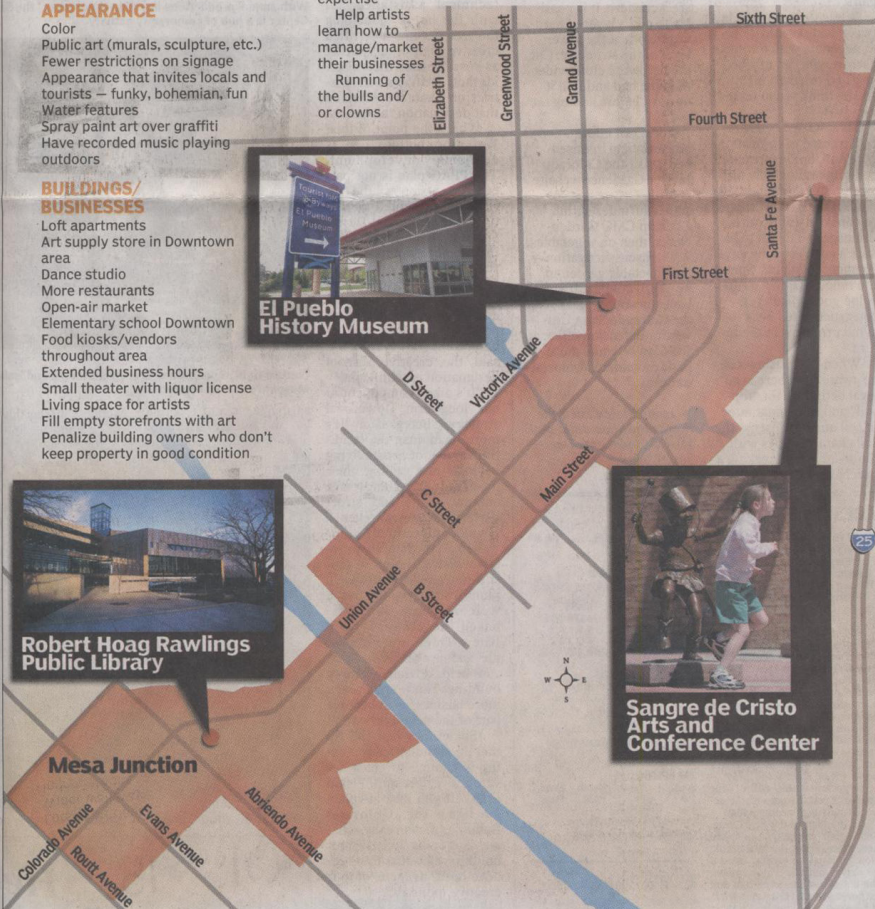 APPEARANCE
Color
Public art (murals, sculpture, etc.)
Fewer restrictions on signage
Appearance that invites locals and
tourists — funky, bohemian, fun
Water features
Spray paint art over graffiti
Have recorded music playing
outdoors
BUILDINGS/
BUSINESSES
Loft apartments
Art supply store in Downtown
area
Dance studio
More restaurants
Open-air market
Elementary school Downtown
Food kiosks/vendors
throughout area
Extended business hours
Small theater with liquor license
Living space for artists
Fill empty storefronts with art
Penalize building owners who don't
keep property in good condition
expertise
Help artists
learn how to
manage/market
their businesses
Running of
the bulls and/
or clowns
Elizabeth Street
Greenwood Street
Grand Avenue
Sixth Street
Fourth Street
Santa Fe Avenue
First Street
El Pueblo
Museum
El Pueblo
History Museum
D Street
Victoria Avenue
Main Street
C Street
Union Avenue
B Street
25
Robert Hoag Rawlings
Public Library
N
W E
S
Sangre de Cristo
Arts and
Conference Center
Mesa Junction
Colorado Avenue
Evans Avenue
Abriendo Avenue
Routt Avenue